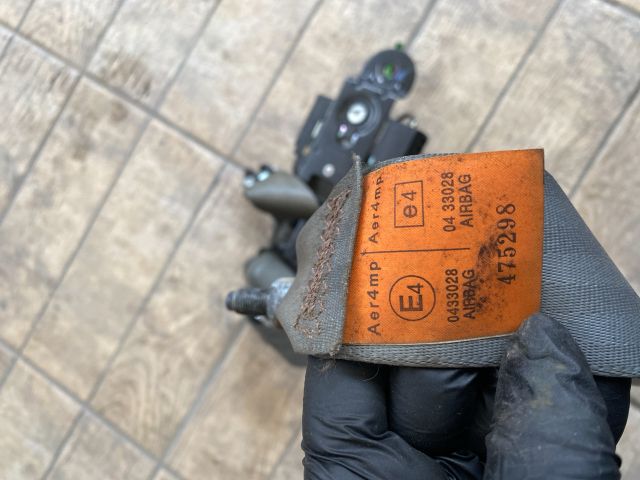 Aer4mp Aer4mp
E4
e4
0433028
AIRBAG
04 33028
AIRBAG
475298